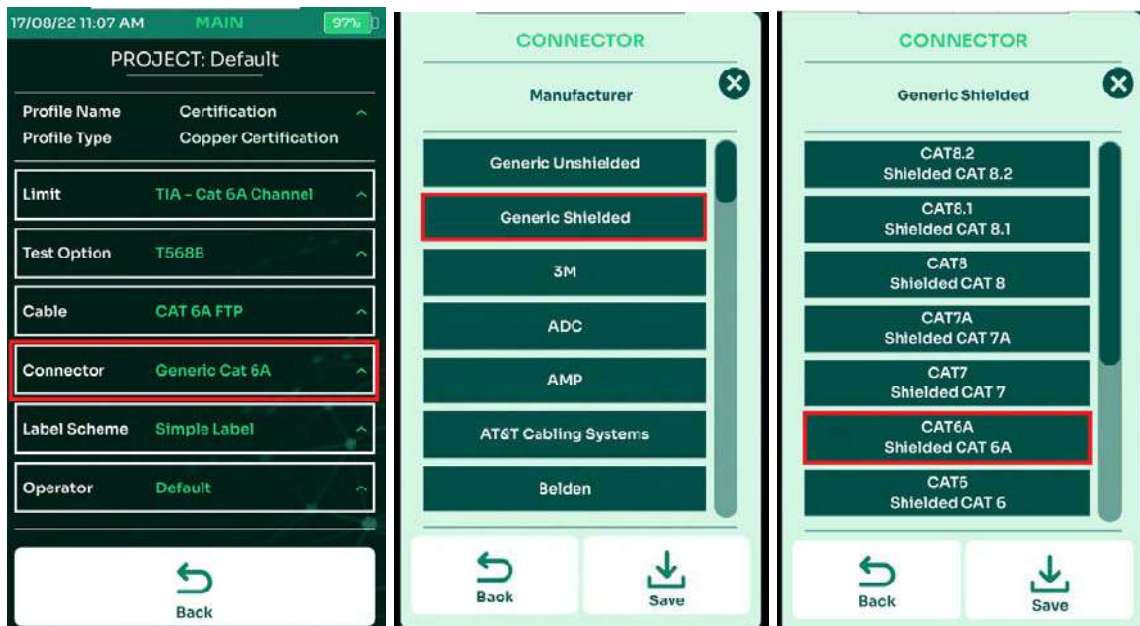 17/08/22 11:07 AM MAIN 97%
PROJECT: Default
Profile Name Certification
Profile Type Copper Certification
Limit TIA - Cat 6A Channel
Test Option T568B
Cable CAT 6A FTP
Connector Generic Cat 6A
Label Scheme Simple Label
Operator Default
Back
CONNECTOR
Manufacturer
Generic Unshielded
Generic Shielded
3M
ADC
AMP
AT&T Cabling Systems
Belden
Back Save
CONNECTOR
Generic Shielded
CAT8.2
Shielded CAT 8.2
CAT8.1
Shielded CAT 8.1
CAT8
Shielded CAT 8
CAT7A
Shielded CAT 7A
CAT7
Shielded CAT 7
CAT6A
Shielded CAT 6A
CAT6
Shielded CAT 6
Back Save